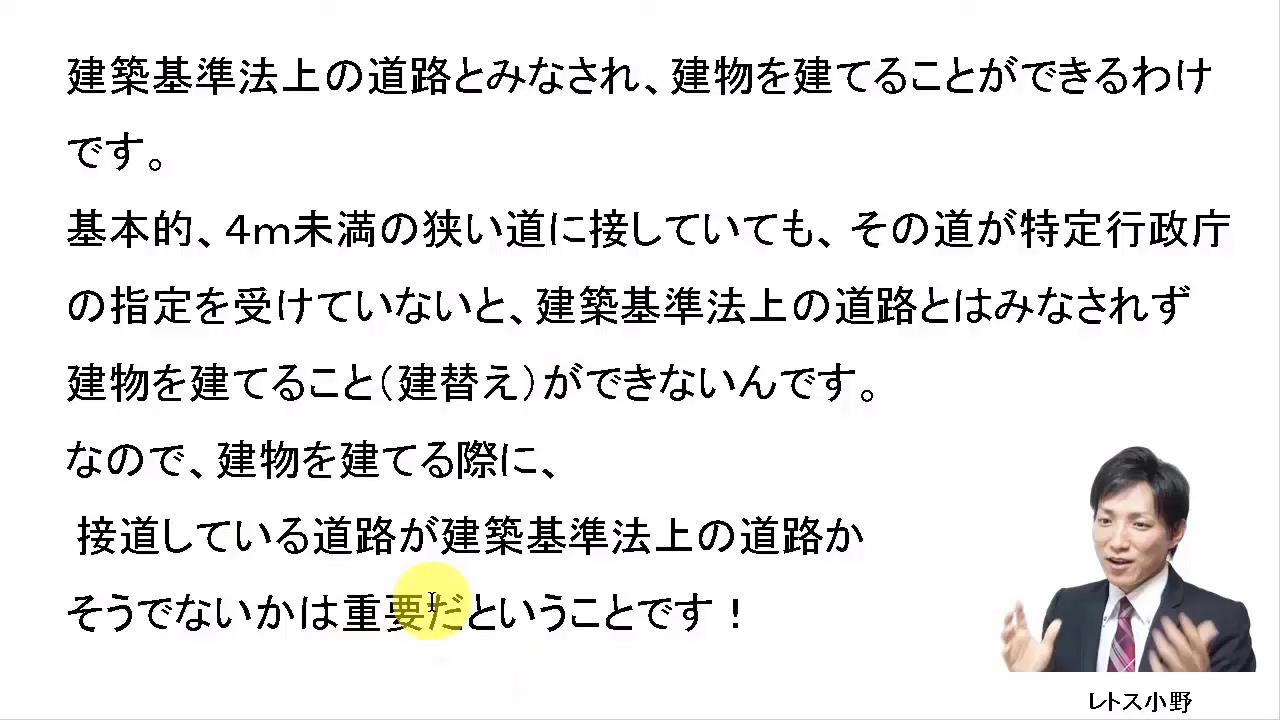 建築基準法上の道路とみなされ、建物を建てることができるわけ
です。
基本的、４ｍ未満の狭い道に接していても、その道が特定行政庁
の指定を受けていないと、建築基準法上の道路とはみなされず
建物を建てること（建替え）ができないんです。
なので、建物を建てる際に、
接道している道路が建築基準法上の道路か
そうでないかは重要だということです！
レトス小野